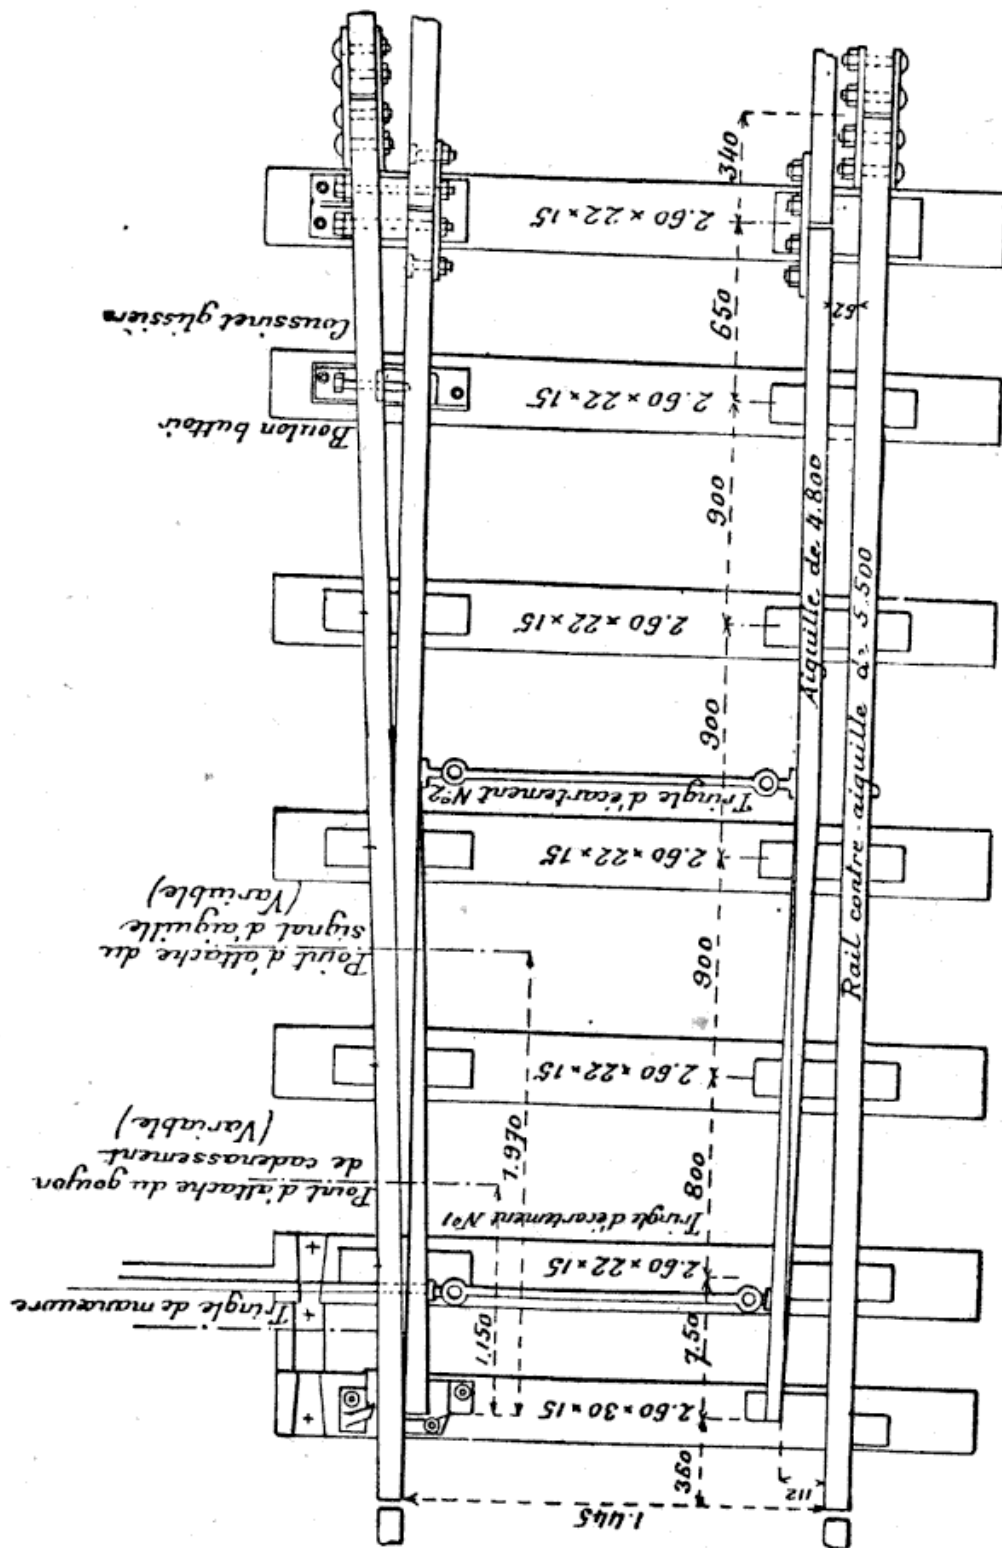 340
2.60 × 22 × 15
Coussinet glissière
650
62
Boulon buttoir
2.60 × 22 × 15
900
Aiguille de 4.800
Rail contre-aiguille de 5.500
2.60 × 22 × 15
900
Tringle d'écartement N°2
2.60 × 22 × 15
Point d'attache du
signal d'aiguille
(Variable)
900
2.60 × 22 × 15
1.970
Point d'attache du goujon
de cadenassement
(Variable)
800
Tringle d'écartement N°1
2.60 × 22 × 15
Tringle de manœuvre
1.150
7.50
2.60 × 30 × 15
360
112
1.445